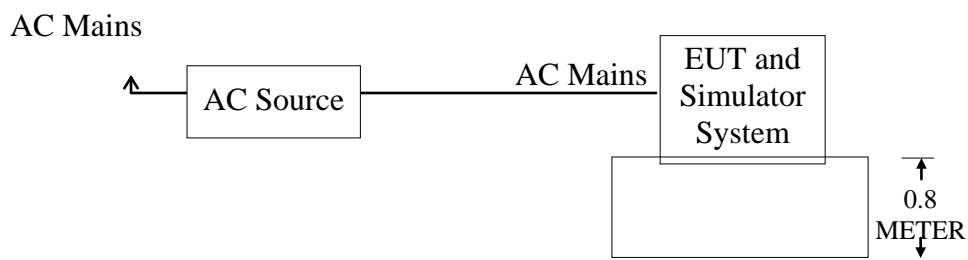 AC Mains
AC Source
AC Mains
EUT and
Simulator
System
0.8
METER